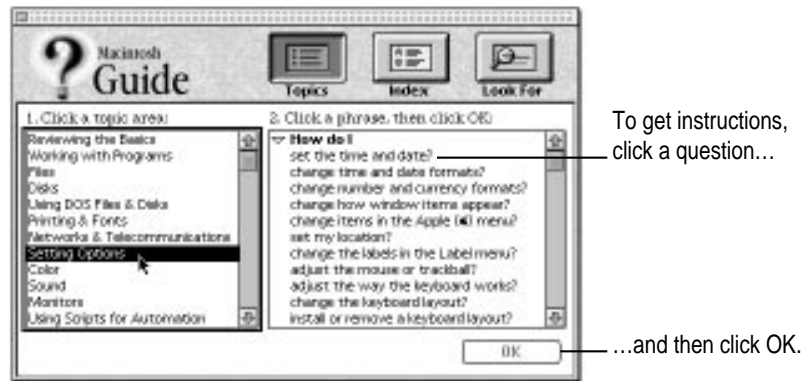 Macintosh
Guide
Topics
Index
Look For
1. Click a topic area:
Reviewing the Basics
Working with Programs
Files
Disks
Using DOS Files & Disks
Printing & Fonts
Networks & Telecommunications
Setting Options
Color
Sound
Monitors
Using Scripts for Automation
2. Click a phrase, then click OK:
How do I
set the time and date?
change time and date formats?
change number and currency formats?
change how window items appear?
change items in the Apple () menu?
set my location?
change the labels in the Label menu?
adjust the mouse or trackball?
adjust the way the keyboard works?
change the keyboard layout?
install or remove a keyboard layout?
OK
To get instructions,
click a question…
…and then click OK.